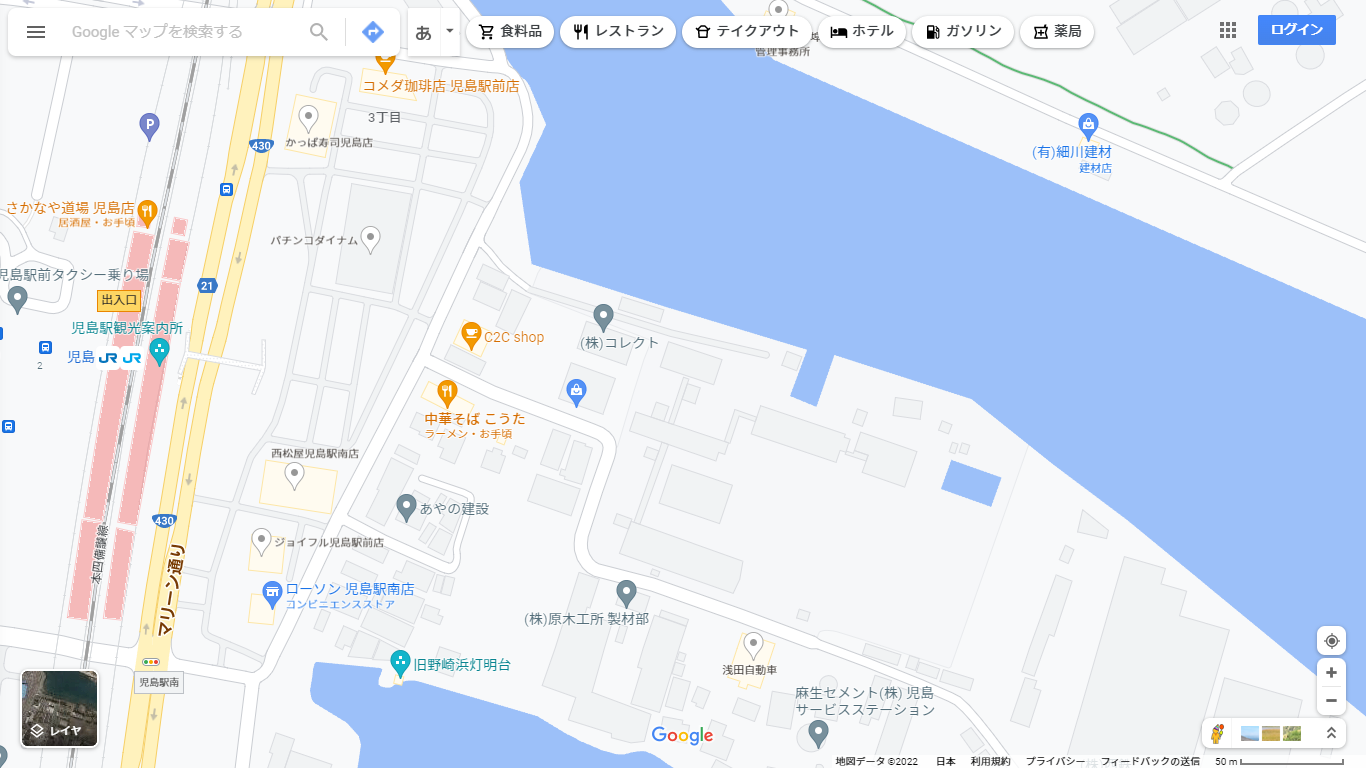 Google マップを検索する
あ
食料品
レストラン
テイクアウト
ホテル
ガソリン
薬局
ログイン
管理事務所
コメダ珈琲店 児島駅前店
3丁目
P
430
かっぱ寿司児島店
(有)細川建材
建材店
さかなや道場 児島店
居酒屋・お手頃
パチンコダイナム
児島駅前タクシー乗り場
21
出入口
児島駅観光案内所
児島 JR JR
2
C2C shop
(株)コレクト
中華そば こうた
ラーメン・お手頃
西松屋児島駅南店
あやの建設
430
本四備讃線
ジョイフル児島駅前店
マリーン通り
ローソン 児島駅南店
コンビニエンスストア
(株)原木工所 製材部
旧野崎浜灯明台
浅田自動車
児島駅南
麻生セメント(株) 児島
サービスステーション
レイヤ
Google
地図データ ©2022
日本
利用規約
プライバシー
フィードバックの送信
50 m